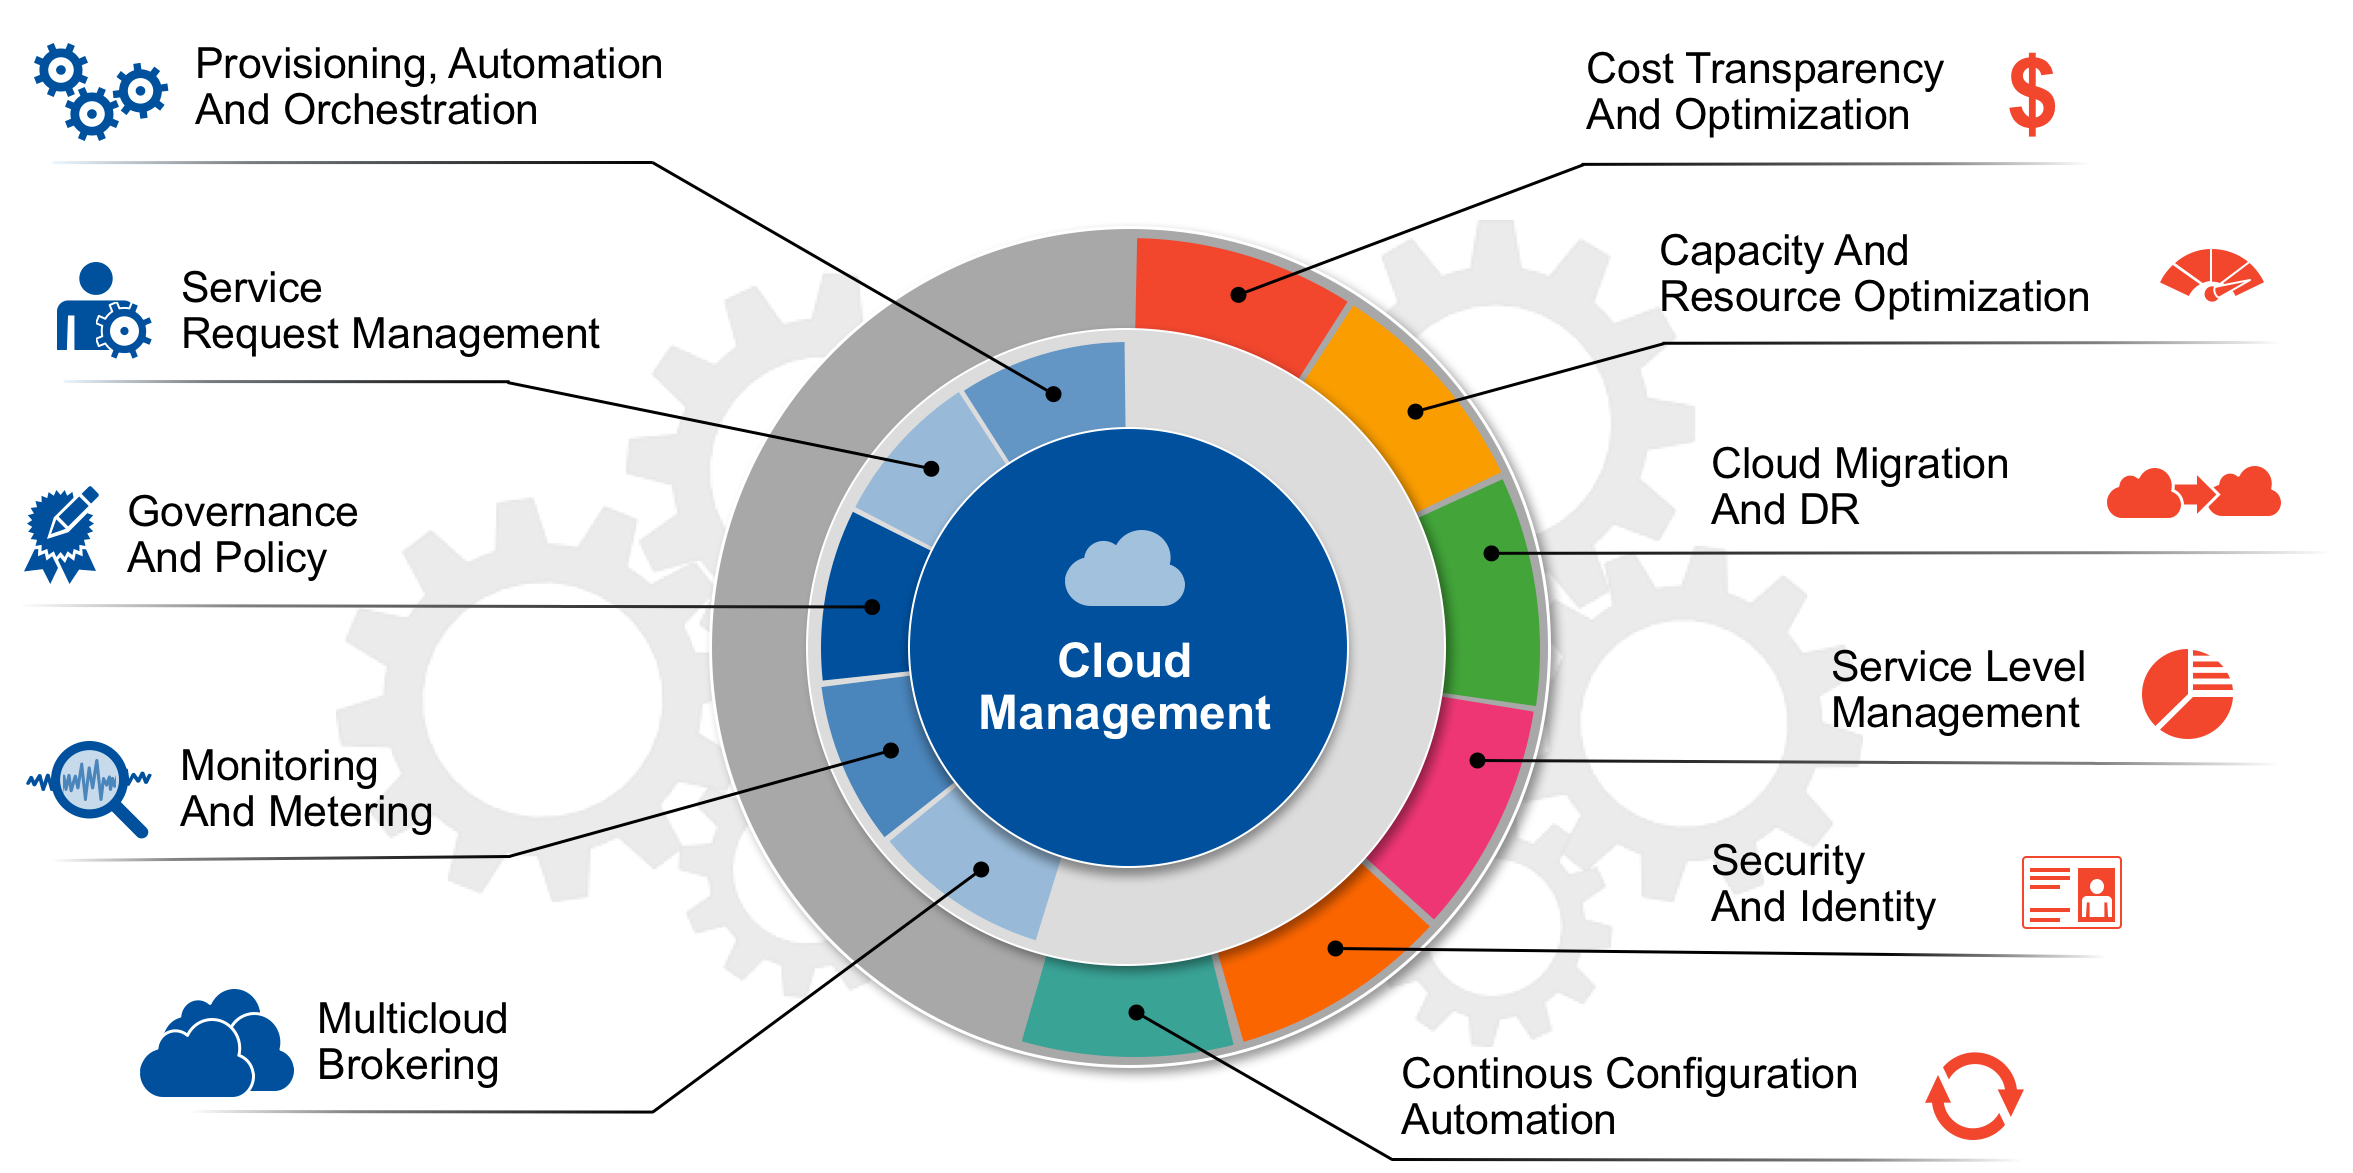 Provisioning, Automation
And Orchestration
Service
Request Management
Governance
And Policy
Monitoring
And Metering
Multicloud
Brokering
Cloud
Management
Cost Transparency
And Optimization
$
Capacity And
Resource Optimization
Cloud Migration
And DR
Service Level
Management
Security
And Identity
Continous Configuration
Automation